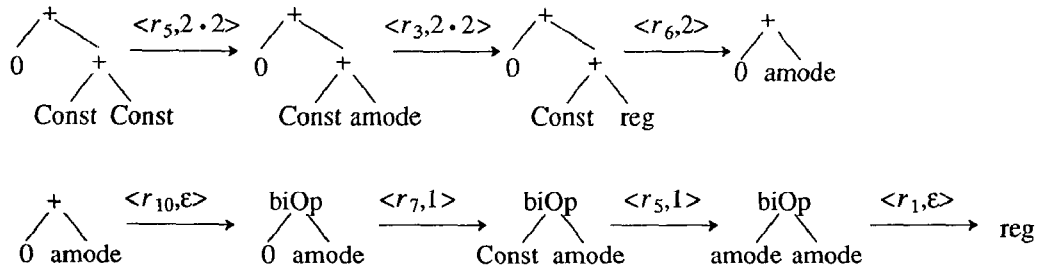 + <r5,2•2> + <r3,2•2> + <r6,2> +
0 + 0 + 0 + 0 amode
Const Const Const amode Const reg
+ <r10,ε> biOp <r7,1> biOp <r5,1> biOp <r1,ε> reg
0 amode 0 amode Const amode amode amode